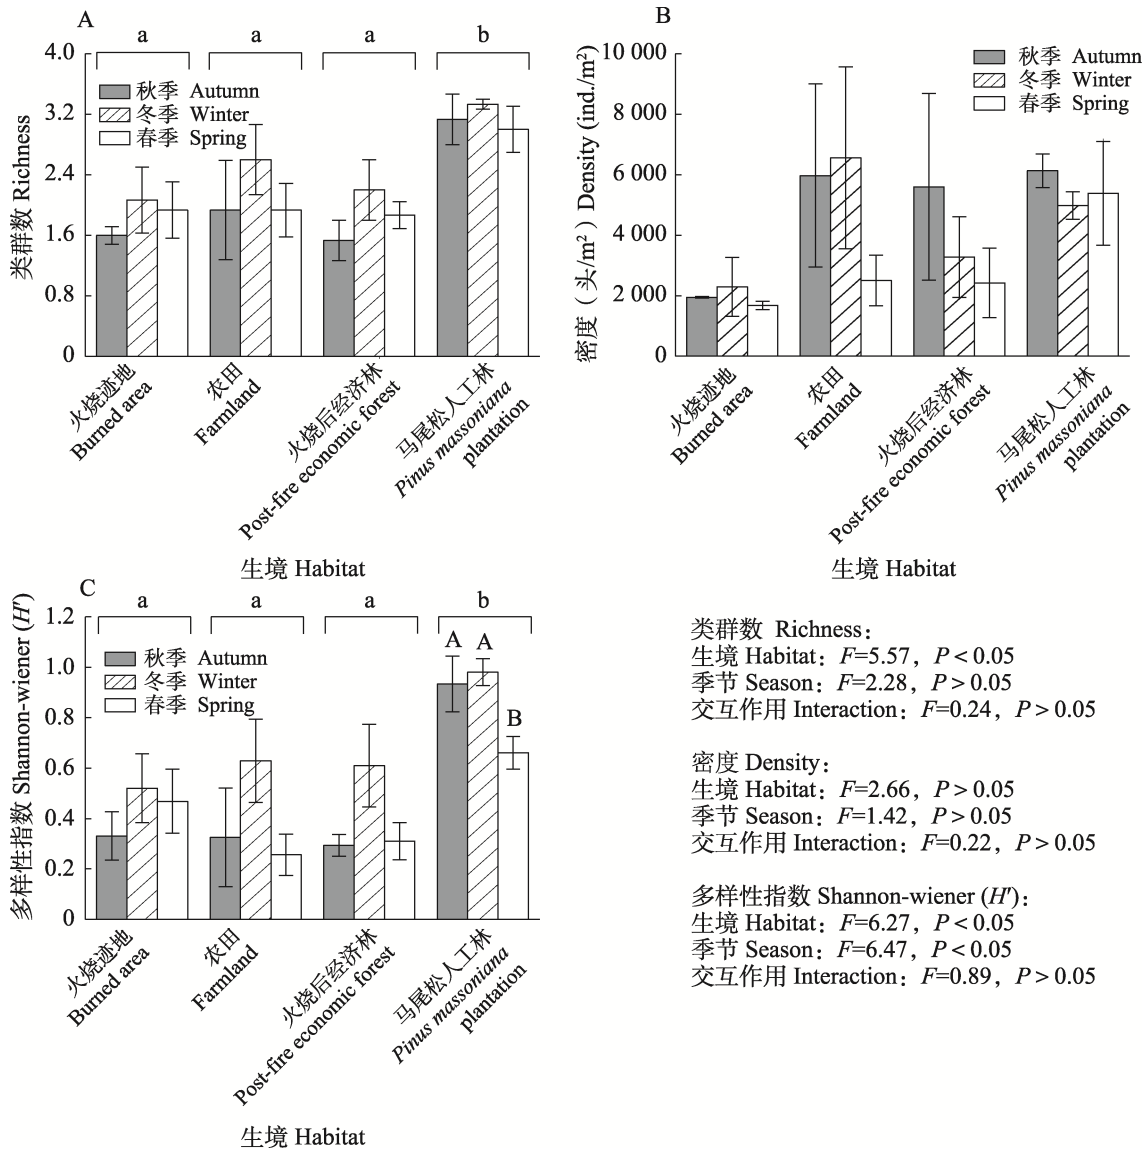 A
a
a
a
b
4.0
3.2
2.4
1.6
0.8
0
类群数 Richness
秋季 Autumn
冬季 Winter
春季 Spring
火烧迹地
Burned area
农田
Farmland
火烧后经济林
Post-fire economic forest
马尾松人工林
Pinus massoniana
plantation
生境 Habitat
B
10 000
8 000
6 000
4 000
2 000
0
密度（头/m²）Density (ind./m²)
秋季 Autumn
冬季 Winter
春季 Spring
火烧迹地
Burned area
农田
Farmland
火烧后经济林
Post-fire economic forest
马尾松人工林
Pinus massoniana
plantation
生境 Habitat
C
a
a
a
b
1.2
1.0
0.8
0.6
0.4
0.2
0
多样性指数 Shannon-wiener (H′)
秋季 Autumn
冬季 Winter
春季 Spring
A
A
B
火烧迹地
Burned area
农田
Farmland
火烧后经济林
Post-fire economic forest
马尾松人工林
Pinus massoniana
plantation
生境 Habitat
类群数 Richness：
生境 Habitat：F=5.57，P＜0.05
季节 Season：F=2.28，P＞0.05
交互作用 Interaction：F=0.24，P＞0.05
密度 Density：
生境 Habitat：F=2.66，P＞0.05
季节 Season：F=1.42，P＞0.05
交互作用 Interaction：F=0.22，P＞0.05
多样性指数 Shannon-wiener (H′)：
生境 Habitat：F=6.27，P＜0.05
季节 Season：F=6.47，P＜0.05
交互作用 Interaction：F=0.89，P＞0.05